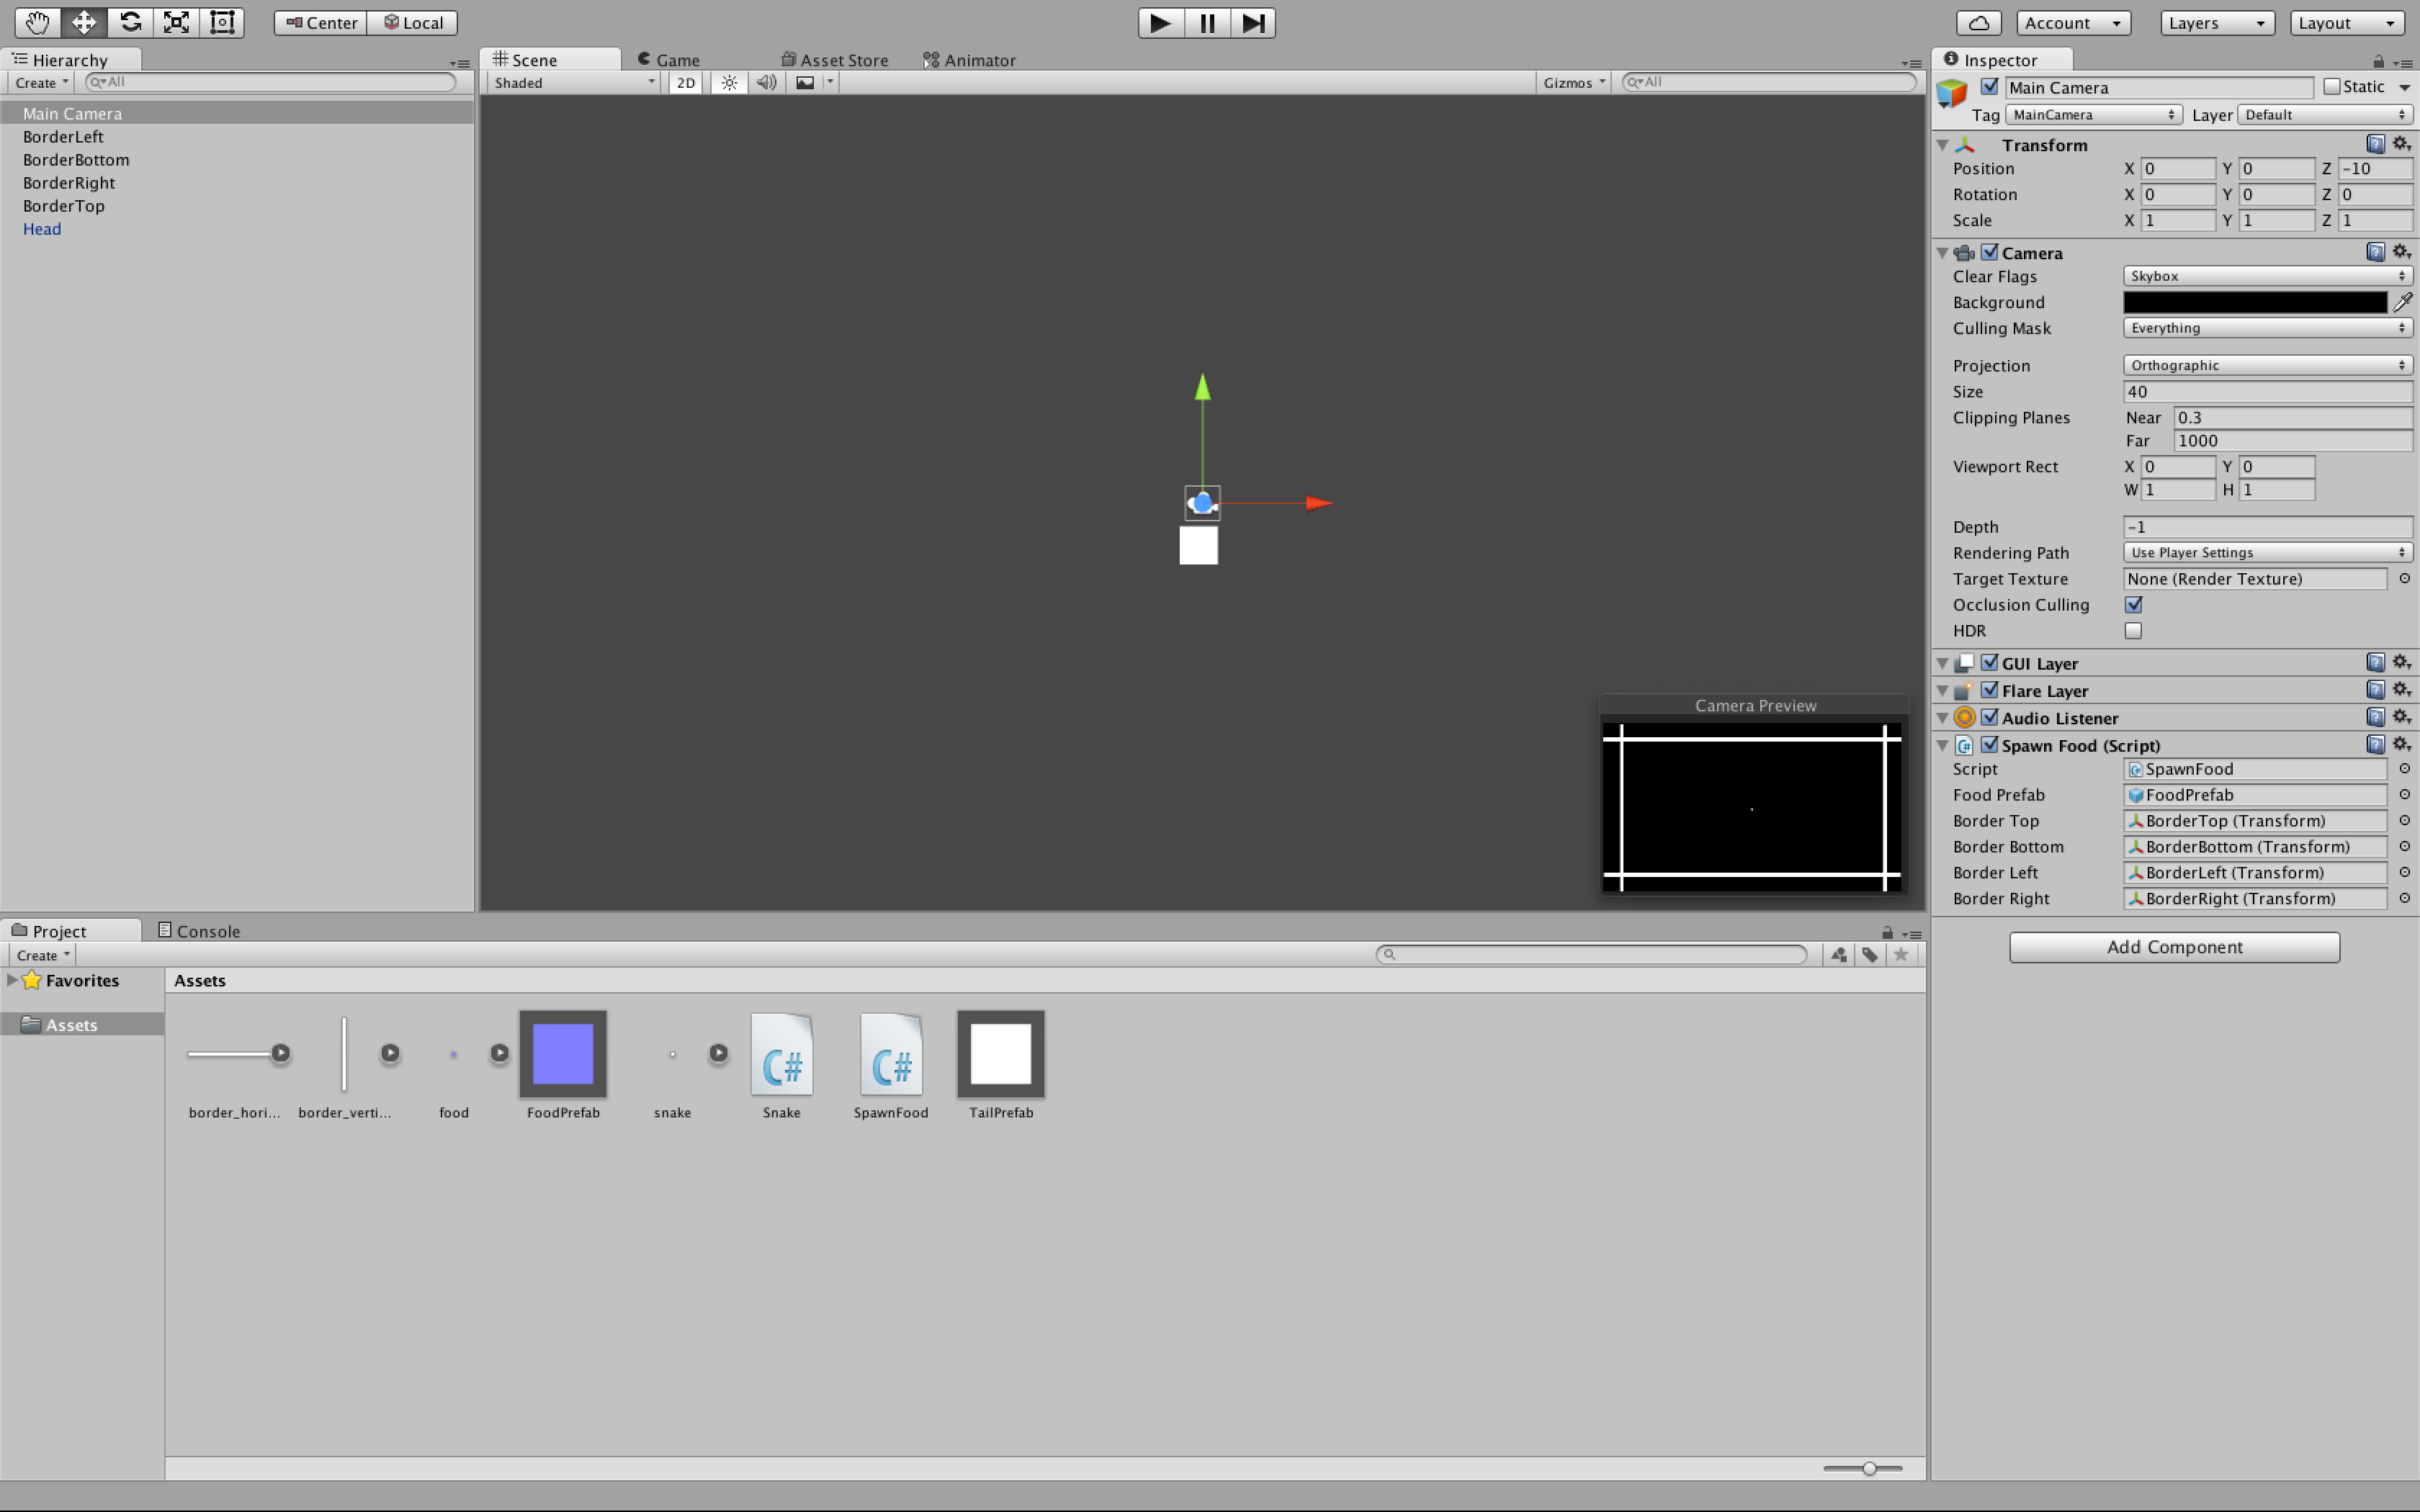 Center Local Account Layers Layout
Hierarchy
Create All
Main Camera
BorderLeft
BorderBottom
BorderRight
BorderTop
Head
Scene Game Asset Store Animator
Shaded 2D Gizmos All
Camera Preview
Inspector
Main Camera Static
Tag MainCamera Layer Default
Transform
Position X 0 Y 0 Z -10
Rotation X 0 Y 0 Z 0
Scale X 1 Y 1 Z 1
Camera
Clear Flags Skybox
Background
Culling Mask Everything
Projection Orthographic
Size 40
Clipping Planes Near 0.3
Far 1000
Viewport Rect X 0 Y 0
W 1 H 1
Depth -1
Rendering Path Use Player Settings
Target Texture None (Render Texture)
Occlusion Culling
HDR
GUI Layer
Flare Layer
Audio Listener
C# Spawn Food (Script)
Script SpawnFood
Food Prefab FoodPrefab
Border Top BorderTop (Transform)
Border Bottom BorderBottom (Transform)
Border Left BorderLeft (Transform)
Border Right BorderRight (Transform)
Add Component
Project Console
Create
Favorites
Assets
Assets
C# C#
border_hori... border_verti... food FoodPrefab snake Snake SpawnFood TailPrefab